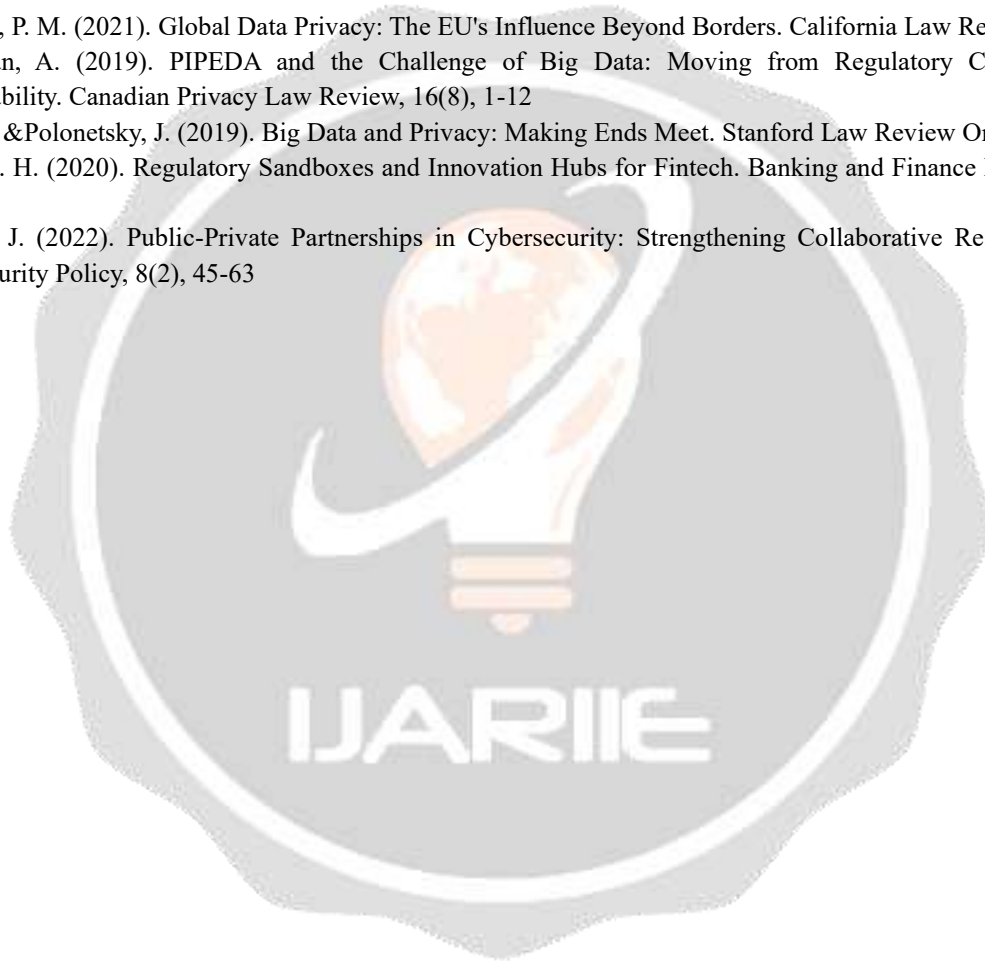 , P. M. (2021). Global Data Privacy: The EU's Influence Beyond Borders. California Law Re
n, A. (2019). PIPEDA and the Challenge of Big Data: Moving from Regulatory C
bility. Canadian Privacy Law Review, 16(8), 1-12
&Polonetsky, J. (2019). Big Data and Privacy: Making Ends Meet. Stanford Law Review On
. H. (2020). Regulatory Sandboxes and Innovation Hubs for Fintech. Banking and Finance
J. (2022). Public-Private Partnerships in Cybersecurity: Strengthening Collaborative Re
urity Policy, 8(2), 45-63
IJARIIE